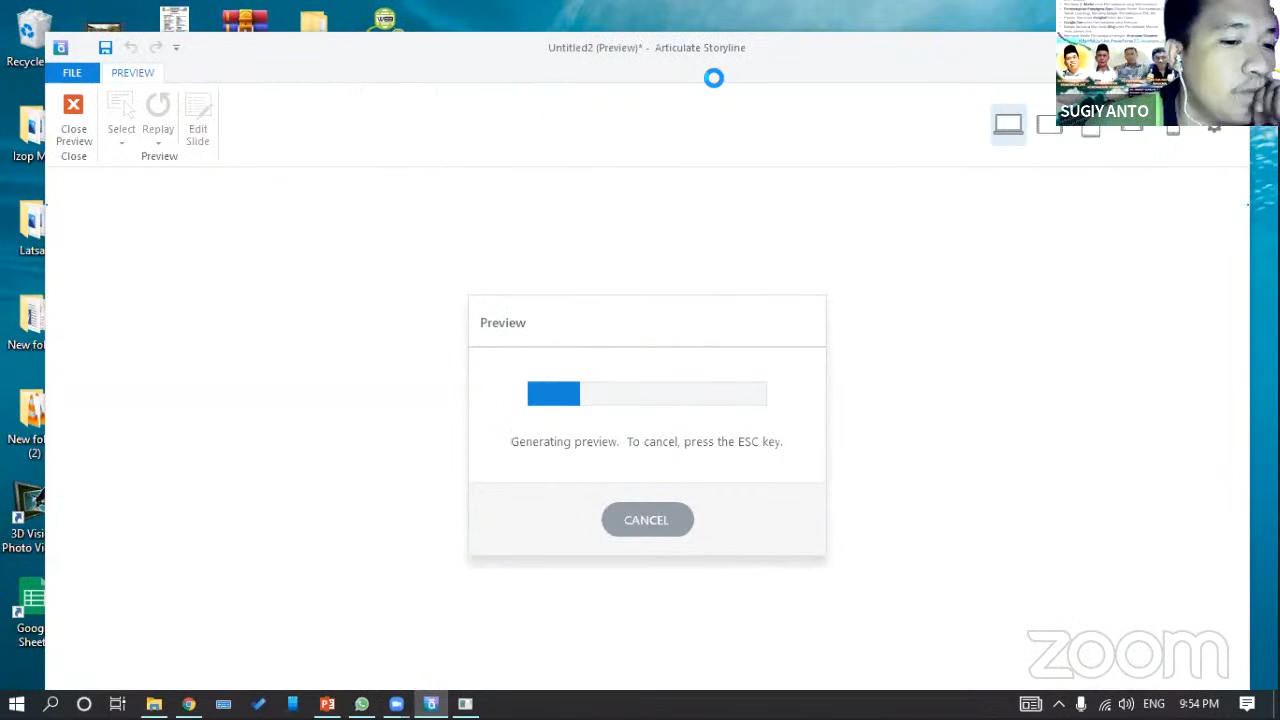 Untitled2 (Preview) - Articulate Storyline
FILE
PREVIEW
Close
Preview
Select
Replay
Edit
Slide
Close
Preview
SUGIYANTO
Izop M
Latsa
New fol
New fol
(2)
3D Visi
Photo Vi
Goog
Sheet
Preview
Generating preview. To cancel, press the ESC key.
CANCEL
zoom
ENG
9:54 PM